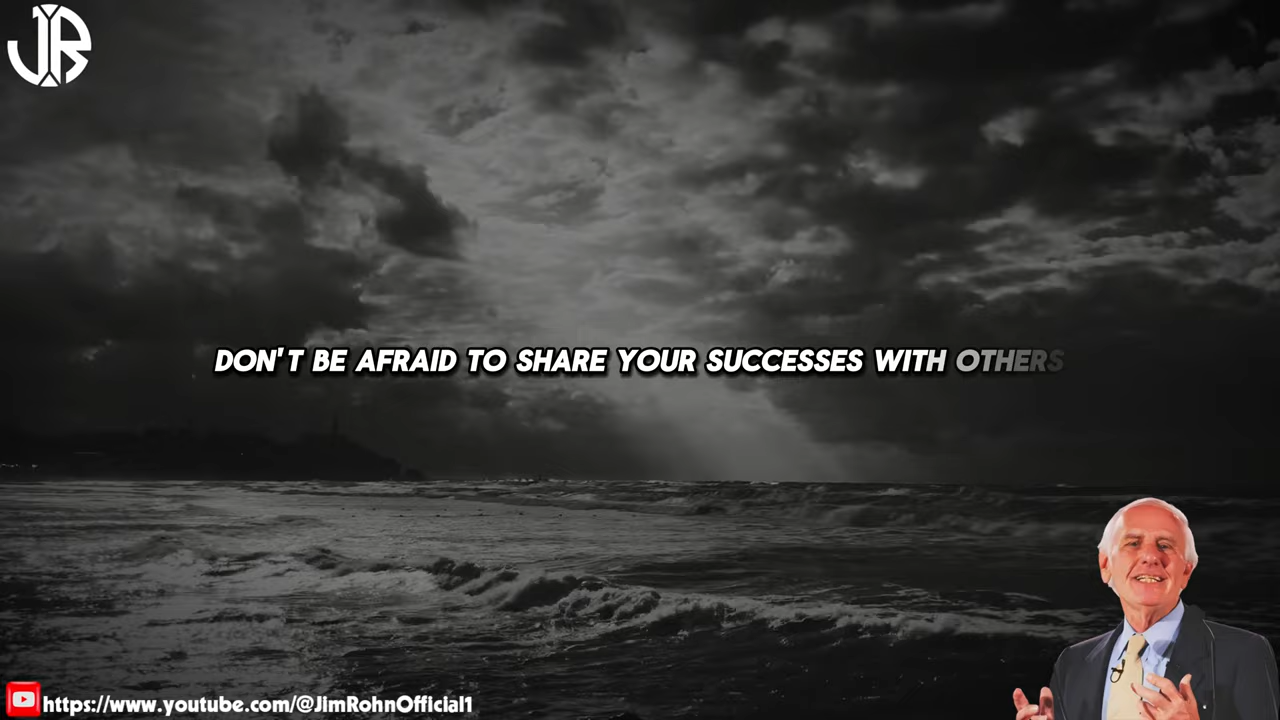 JR
DON'T BE AFRAID TO SHARE YOUR SUCCESSES WITH OTHERS
https://www.youtube.com/@JimRohnOfficial1